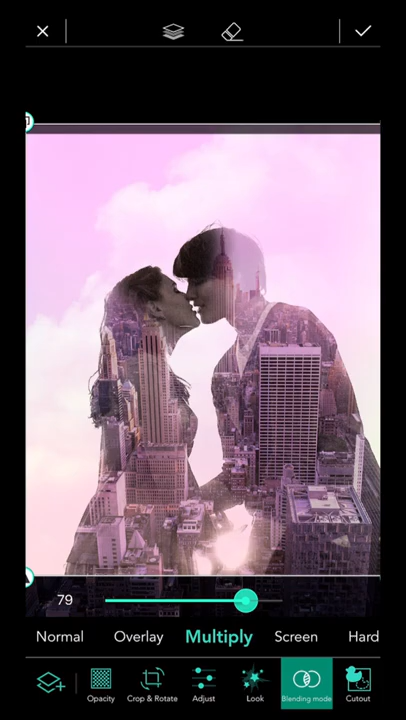 79
Normal Overlay Multiply Screen Hard
Opacity Crop & Rotate Adjust Look Blending mode Cutout